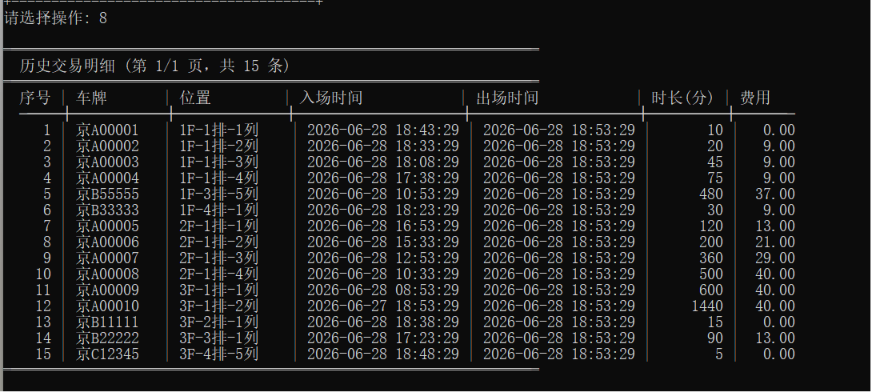 请选择操作: 8
历史交易明细 (第 1/1 页, 共 15 条)
序号 | 车牌 | 位置 | 入场时间 | 出场时间 | 时长(分) | 费用
1 | 京A00001 | 1F-1排-1列 | 2026-06-28 18:43:29 | 2026-06-28 18:53:29 | 10 | 0.00
2 | 京A00002 | 1F-1排-2列 | 2026-06-28 18:33:29 | 2026-06-28 18:53:29 | 20 | 9.00
3 | 京A00003 | 1F-1排-3列 | 2026-06-28 18:08:29 | 2026-06-28 18:53:29 | 45 | 9.00
4 | 京A00004 | 1F-1排-4列 | 2026-06-28 17:38:29 | 2026-06-28 18:53:29 | 75 | 9.00
5 | 京B55555 | 1F-3排-5列 | 2026-06-28 10:53:29 | 2026-06-28 18:53:29 | 480 | 37.00
6 | 京B33333 | 1F-4排-1列 | 2026-06-28 18:23:29 | 2026-06-28 18:53:29 | 30 | 9.00
7 | 京A00005 | 2F-1排-1列 | 2026-06-28 16:53:29 | 2026-06-28 18:53:29 | 120 | 13.00
8 | 京A00006 | 2F-1排-2列 | 2026-06-28 15:33:29 | 2026-06-28 18:53:29 | 200 | 21.00
9 | 京A00007 | 2F-1排-3列 | 2026-06-28 12:53:29 | 2026-06-28 18:53:29 | 360 | 29.00
10 | 京A00008 | 2F-1排-4列 | 2026-06-28 10:33:29 | 2026-06-28 18:53:29 | 500 | 40.00
11 | 京A00009 | 3F-1排-1列 | 2026-06-28 08:53:29 | 2026-06-28 18:53:29 | 600 | 40.00
12 | 京A00010 | 3F-1排-2列 | 2026-06-27 18:53:29 | 2026-06-28 18:53:29 | 1440 | 40.00
13 | 京B11111 | 3F-2排-1列 | 2026-06-28 18:38:29 | 2026-06-28 18:53:29 | 15 | 0.00
14 | 京B22222 | 3F-3排-1列 | 2026-06-28 17:23:29 | 2026-06-28 18:53:29 | 90 | 13.00
15 | 京C12345 | 3F-4排-5列 | 2026-06-28 18:48:29 | 2026-06-28 18:53:29 | 5 | 0.00